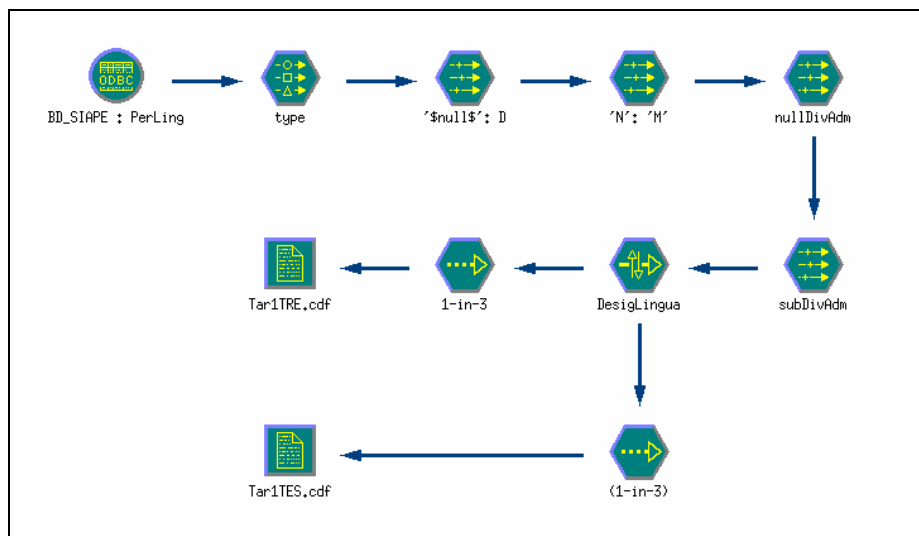 ODBC
BD_SIAPE : PerLing
type
'$null$': D
'N': 'M'
nullDivAdm
Tar1TRE.cdf
1-in-3
DesigLingua
subDivAdm
Tar1TES.cdf
(1-in-3)